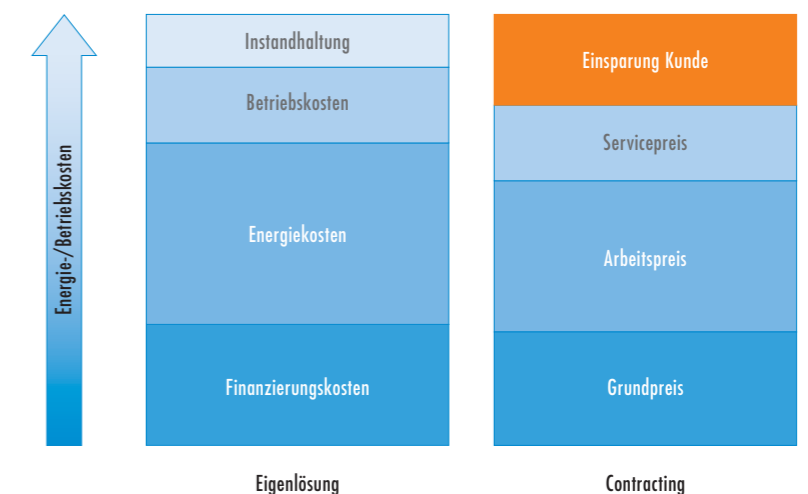 Energie-/Betriebskosten
Instandhaltung
Betriebskosten
Energiekosten
Finanzierungskosten
Eigenlösung
Einsparung Kunde
Servicepreis
Arbeitspreis
Grundpreis
Contracting